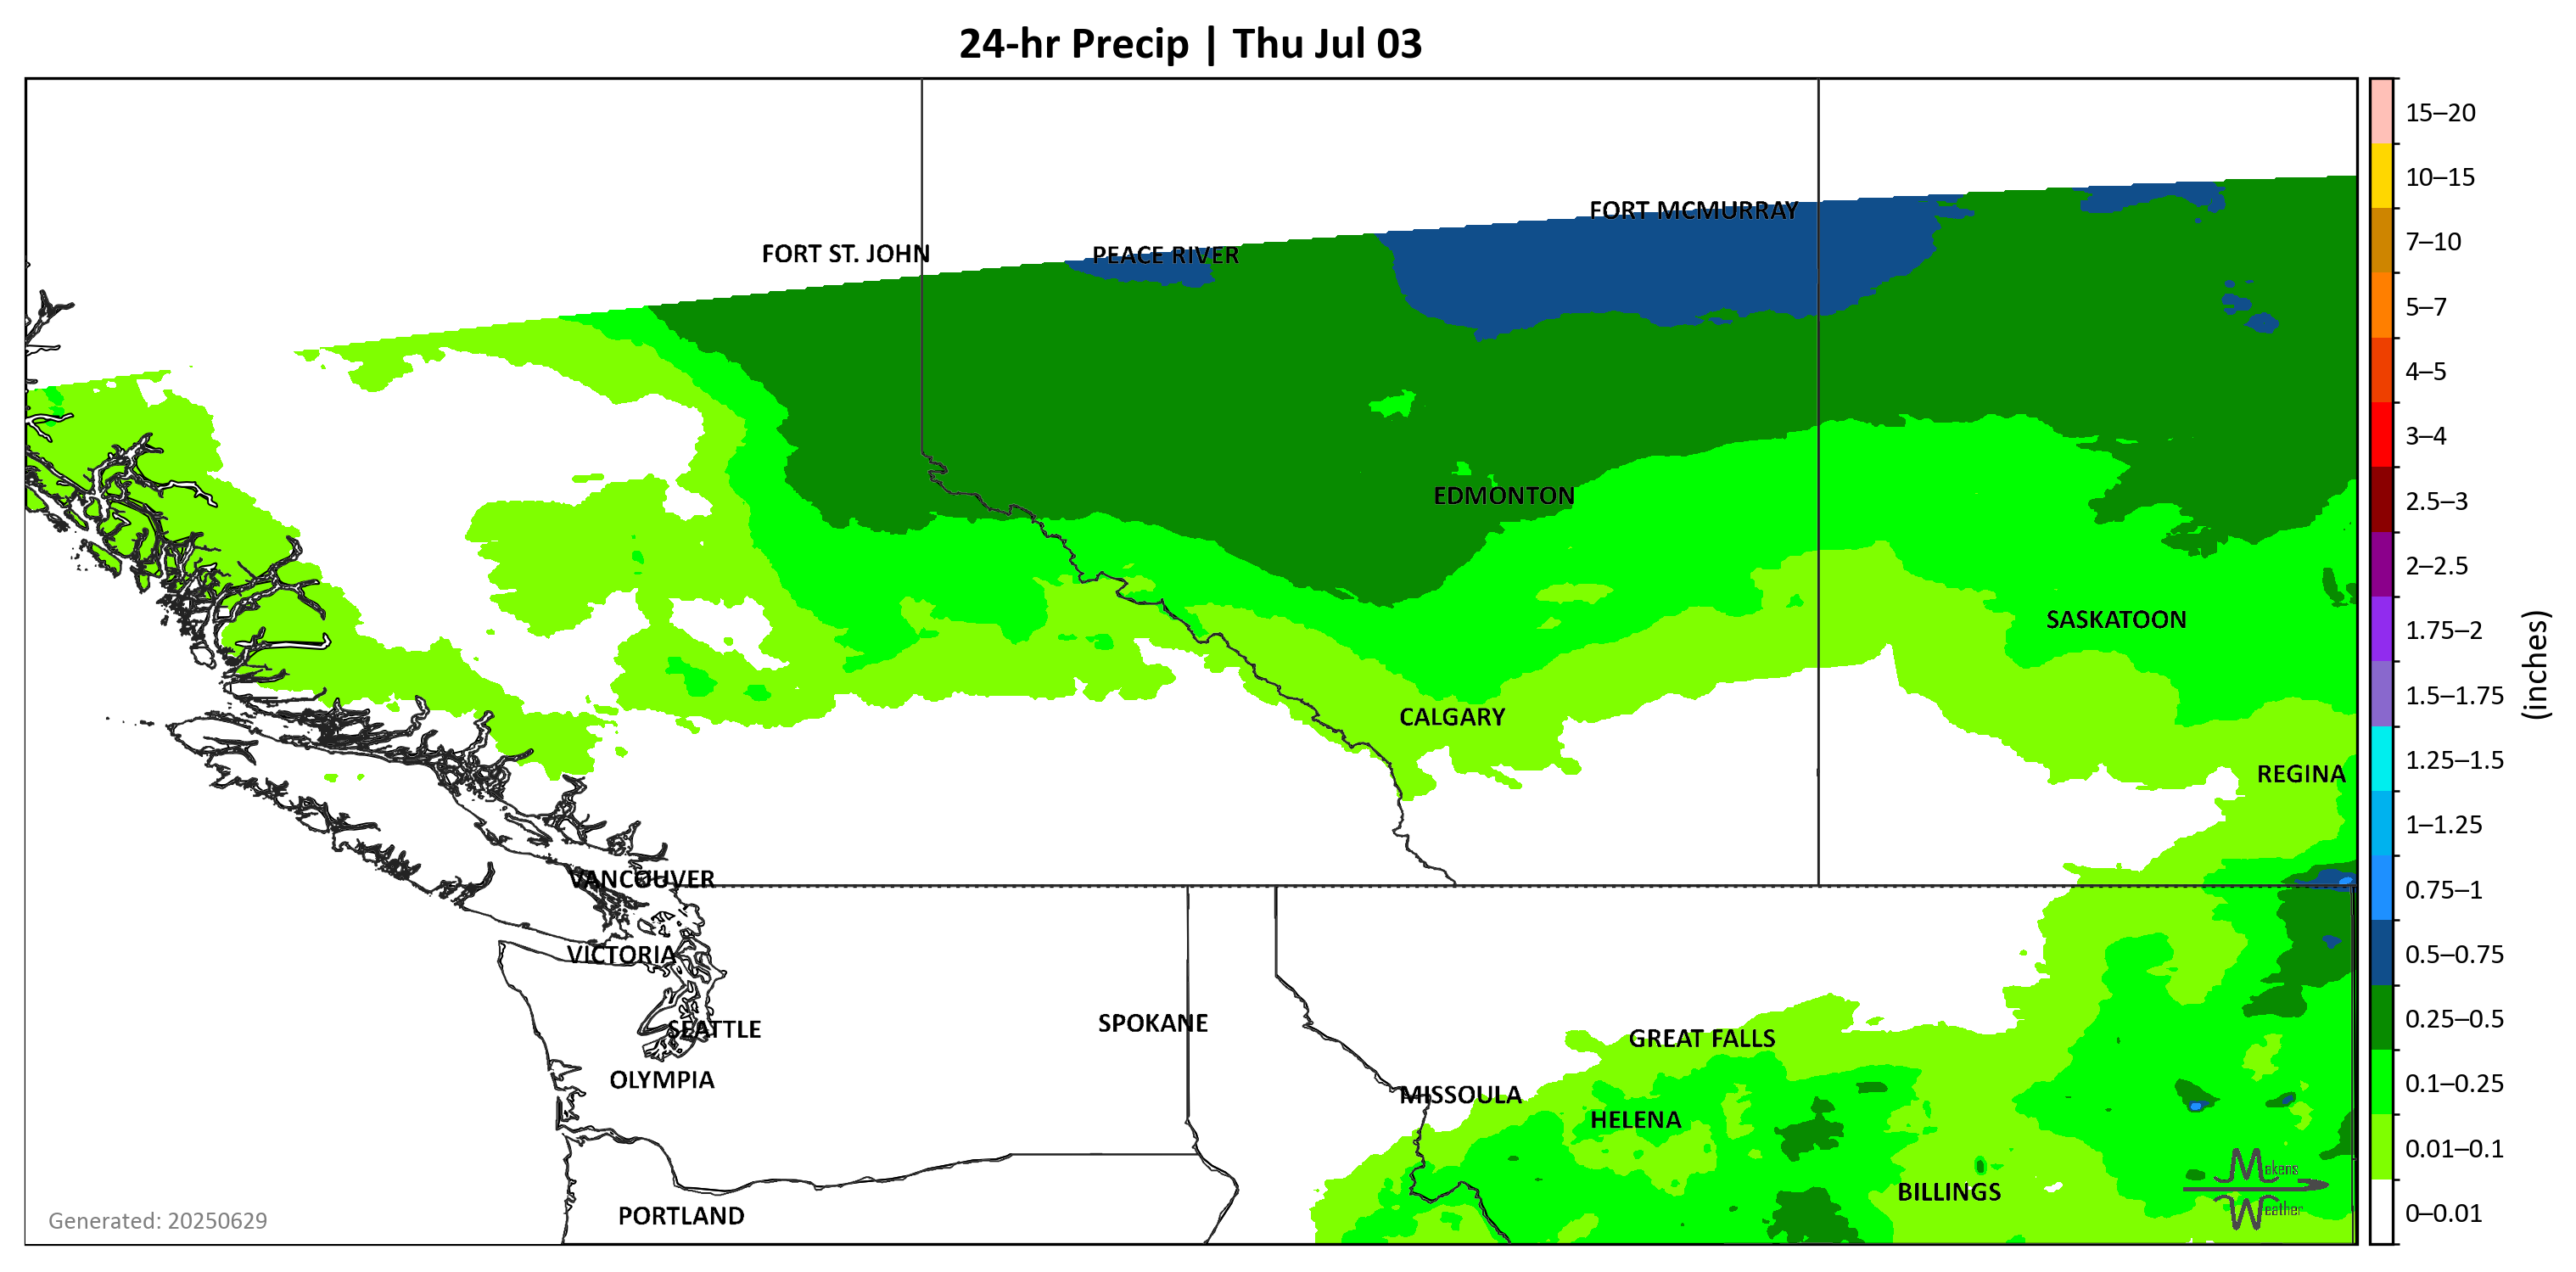 24-hr Precip | Thu Jul 03
15–20
10–15
7–10
5–7
4–5
3–4
2.5–3
2–2.5
1.75–2
1.5–1.75
1.25–1.5
1–1.25
0.75–1
0.5–0.75
0.25–0.5
0.1–0.25
0.01–0.1
0–0.01
(inches)
FORT MCMURRAY
FORT ST. JOHN
PEACE RIVER
EDMONTON
SASKATOON
CALGARY
REGINA
VANCOUVER
VICTORIA
SPOKANE
SEATTLE
GREAT FALLS
OLYMPIA
MISSOULA
HELENA
BILLINGS
PORTLAND
Makens
Weather
Generated: 20250629